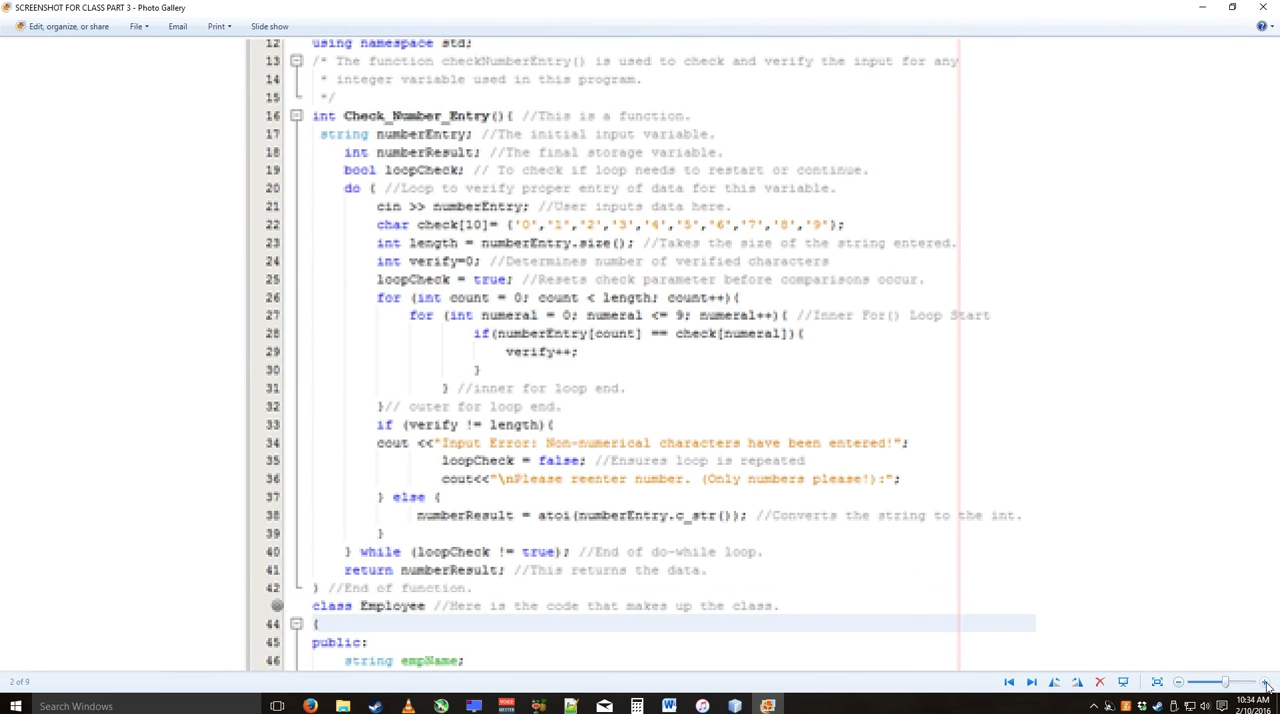 SCREENSHOT FOR CLASS PART 3 - Photo Gallery
Edit, organize, or share File Email Print Slide show
12 using namespace std;
13 /* The function checkNumberEntry() is used to check and verify the input for any
14 * integer variable used in this program.
15 */
16 int Check_Number_Entry(){ //This is a function.
17 string numberEntry; //The initial input variable.
18 int numberResult; //The final storage variable.
19 bool loopCheck; // To check if loop needs to restart or continue.
20 do { //Loop to verify proper entry of data for this variable.
21 cin >> numberEntry; //User inputs data here.
22 char check[10]= {'0','1','2','3','4','5','6','7','8','9'};
23 int length = numberEntry.size(); //Takes the size of the string entered.
24 int verify=0; //Determines number of verified characters
25 loopCheck = true; //Resets check parameter before comparisons occur.
26 for (int count = 0; count < length; count++){
27 for (int numeral = 0; numeral <= 9; numeral++){ //Inner For() Loop Start
28 if(numberEntry[count] == check[numeral]){
29 verify++;
30 }
31 } //inner for loop end.
32 }// outer for loop end.
33 if (verify != length){
34 cout <<"Input Error: Non-numerical characters have been entered!";
35 loopCheck = false; //Ensures loop is repeated
36 cout<<"\nPlease reenter number. (Only numbers please!):";
37 } else {
38 numberResult = atoi(numberEntry.c_str()); //Converts the string to the int.
39 }
40 } while (loopCheck != true); //End of do-while loop.
41 return numberResult; //This returns the data.
42 } //End of function.
class Employee //Here is the code that makes up the class.
44 {
45 public:
46 string empName;
2 of 9
Search Windows
VOICE MEETER
10:34 AM
2/10/2016